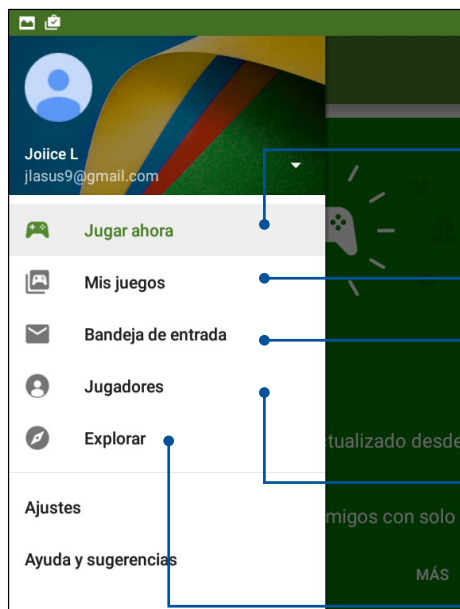 Joiice L
jlasus9@gmail.com
Jugar ahora
Mis juegos
Bandeja de entrada
Jugadores
Explorar
Ajustes
Ayuda y sugerencias
tualizado desde
migos con solo
MÁS